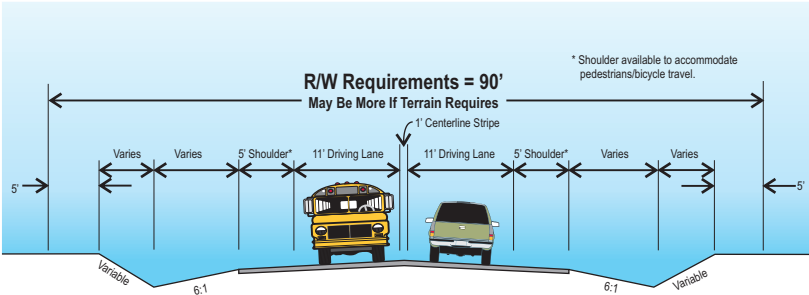 * Shoulder available to accommodate
pedestrians/bicycle travel.
R/W Requirements = 90’
May Be More If Terrain Requires
1’ Centerline Stripe
Varies
Varies
5’ Shoulder*
11’ Driving Lane
11’ Driving Lane
5’ Shoulder*
Varies
Varies
5’
5’
Variable
6:1
6:1
Variable